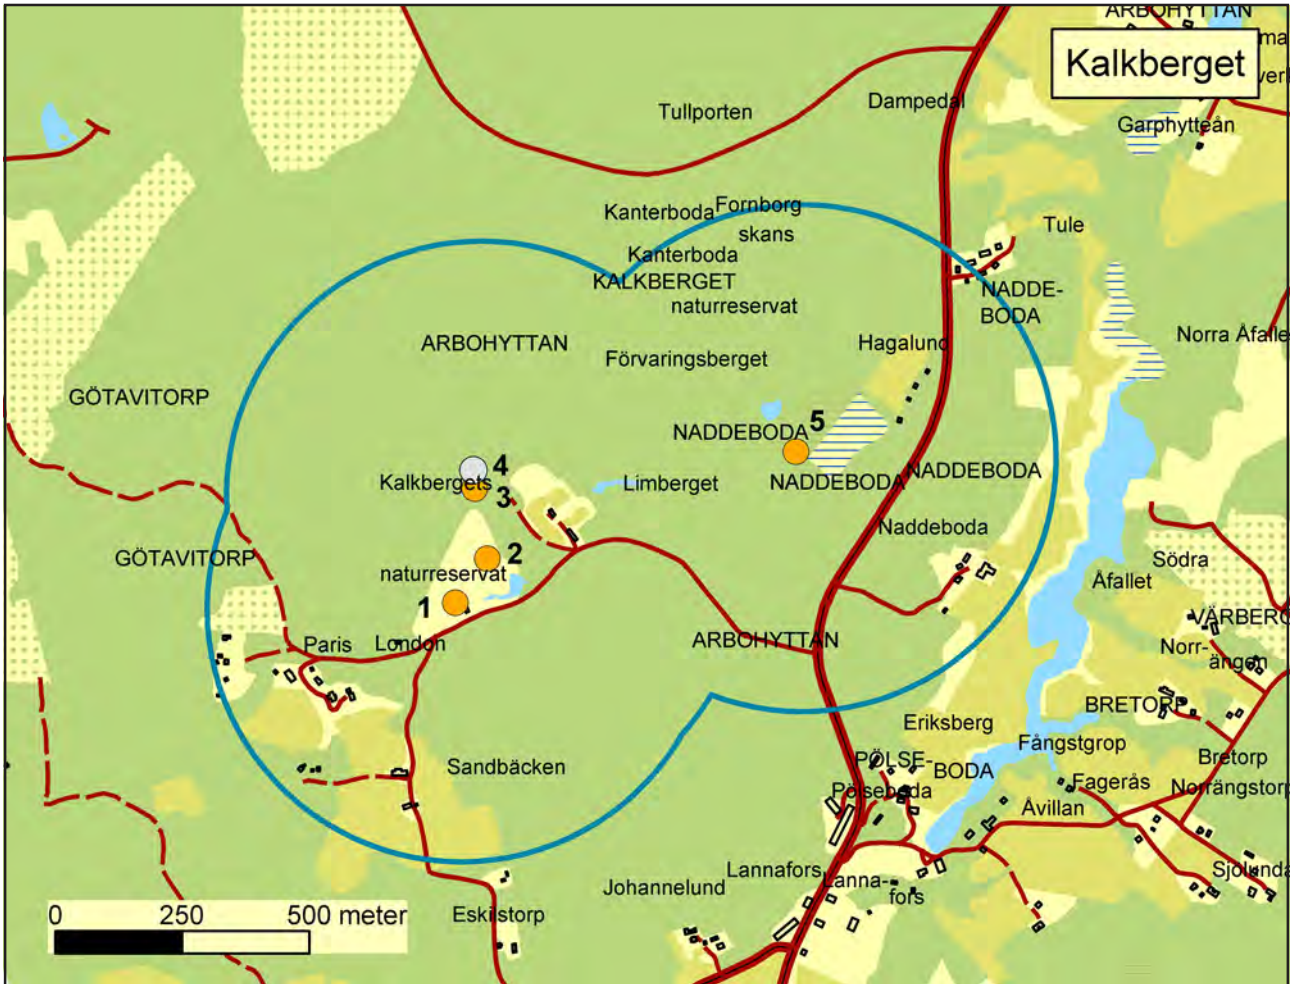 ARBOHYTTAN
Kalkberget
Dampedal
Tullporten
Garphytteån
Kanterboda
Fornborg
skans
Tule
Kanterboda
KALKBERGET
naturreservat
NADDE-
BODA
Norra Åfalle
ARBOHYTTAN
Förvaringsberget
Hagalund
GÖTAVITORP
NADDEBODA
5
4
Kalkbergets
3
Limberget
NADDEBODA
NADDEBODA
Naddeboda
GÖTAVITORP
2
naturreservat
1
Södra
Åfallet
VÄRBERG
Paris
London
ARBOHYTTAN
Norr-
ängen
BRETORP
Eriksberg
Fångstgrop
Bretorp
Sandbäcken
PÖLSE-
BODA
Pölseboda
Fagerås
Norrängstorp
Åvillan
Lannafors
Lanna-
fors
Sjölunda
Johannelund
Eskilstorp
0 250 500 meter